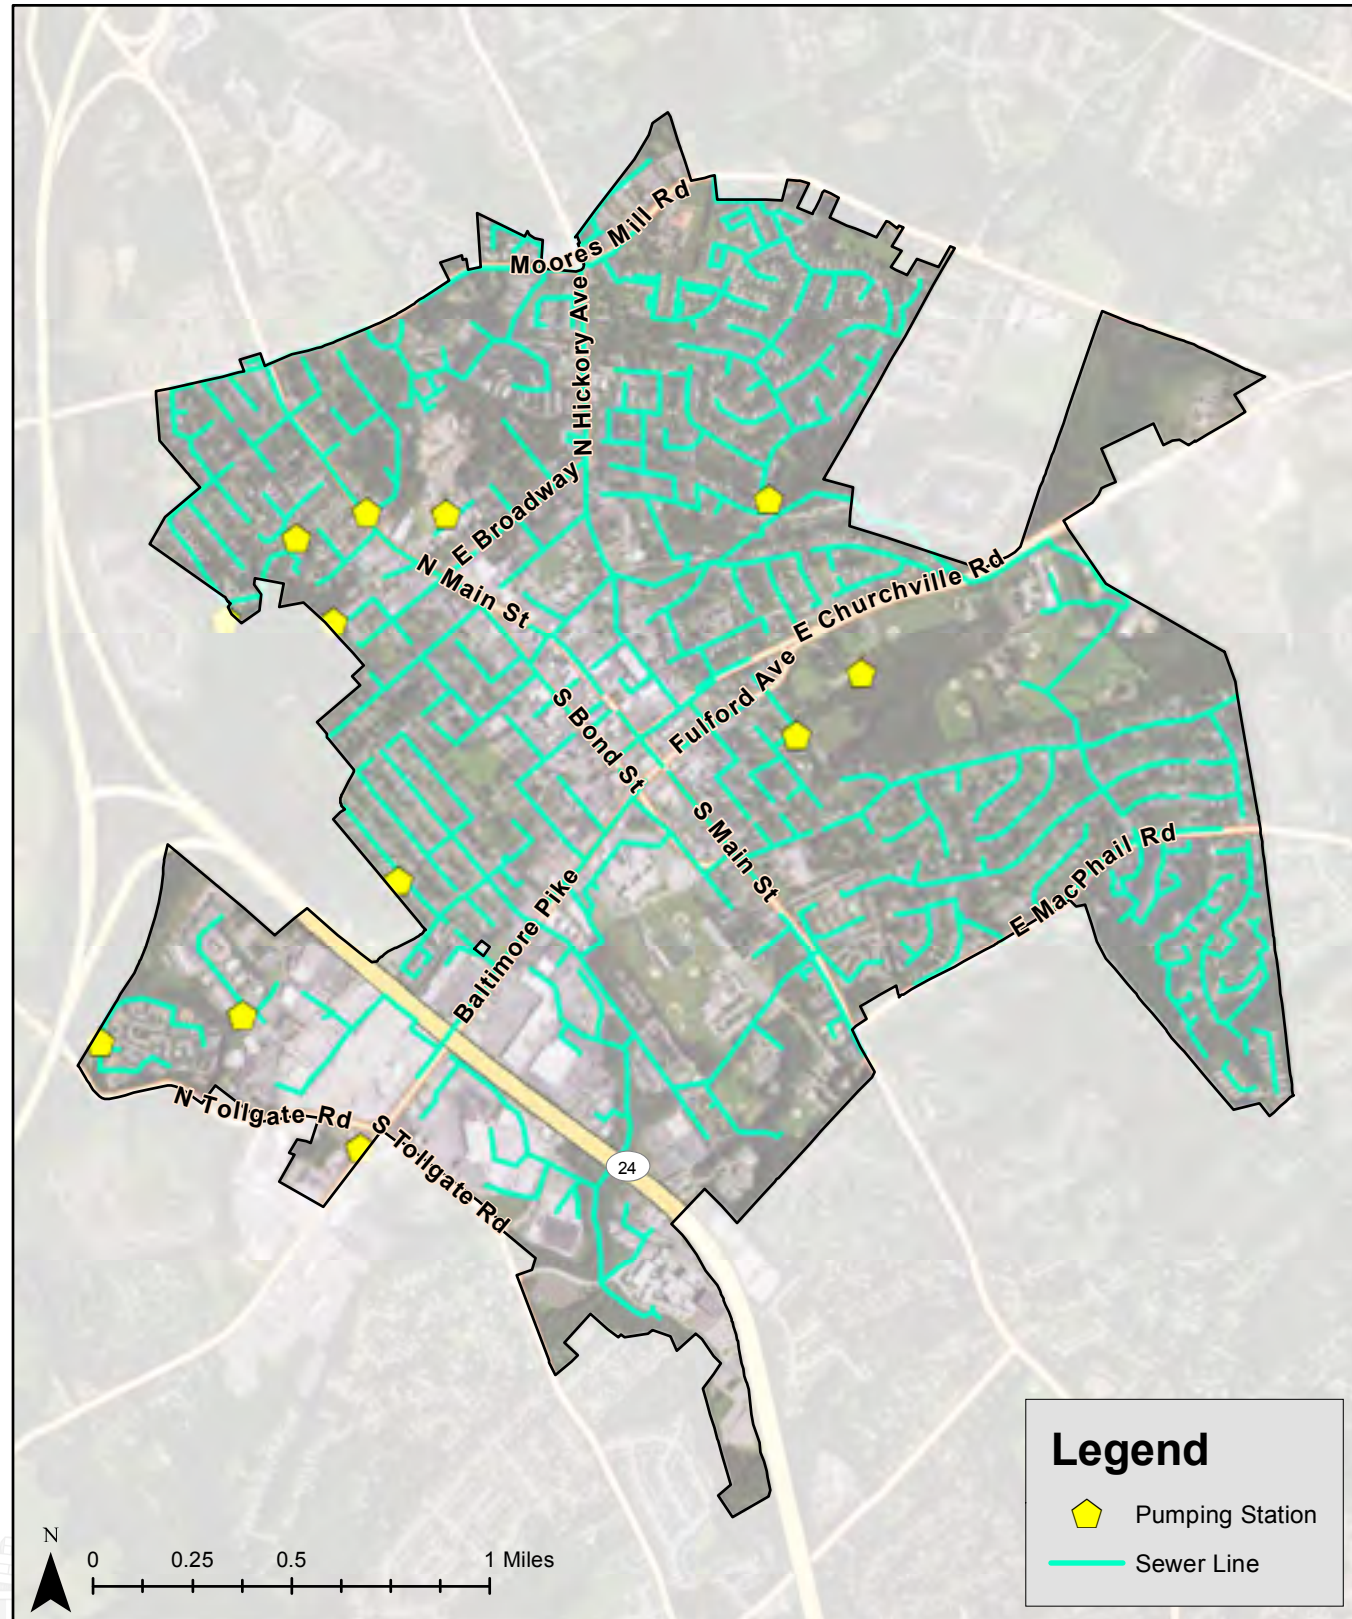 Moores Mill Rd
N Hickory Ave
E Broadway
N Main St
E Churchville Rd
Fulford Ave
S Bond St
S Main St
E MacPhail Rd
Baltimore Pike
N Tollgate Rd
S Tollgate Rd
24
Legend
Pumping Station
Sewer Line
N
0 0.25 0.5 1 Miles